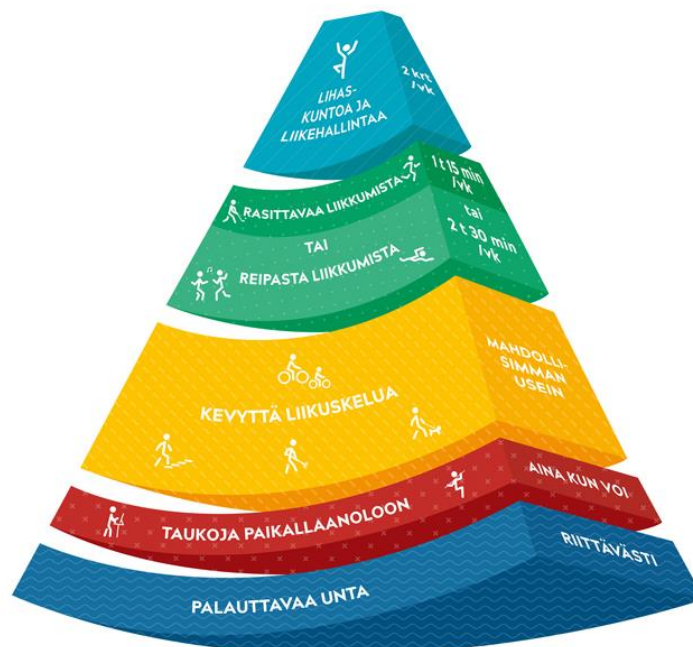 LIHAS-
KUNTOA JA
LIIKEHALLINTAA
2 krt
/vk
RASITTAVAA LIIKKUMISTA
1 t 15 min
/vk
TAI
tai
REIPASTA LIIKKUMISTA
2 t 30 min
/vk
KEVYTTÄ LIIKUSKELUA
MAHDOLLI-
SIMMAN
USEIN
TAUKOJA PAIKALLAANOLOON
AINA KUN VOI
PALAUTTAVAA UNTA
RIITTÄVÄSTI